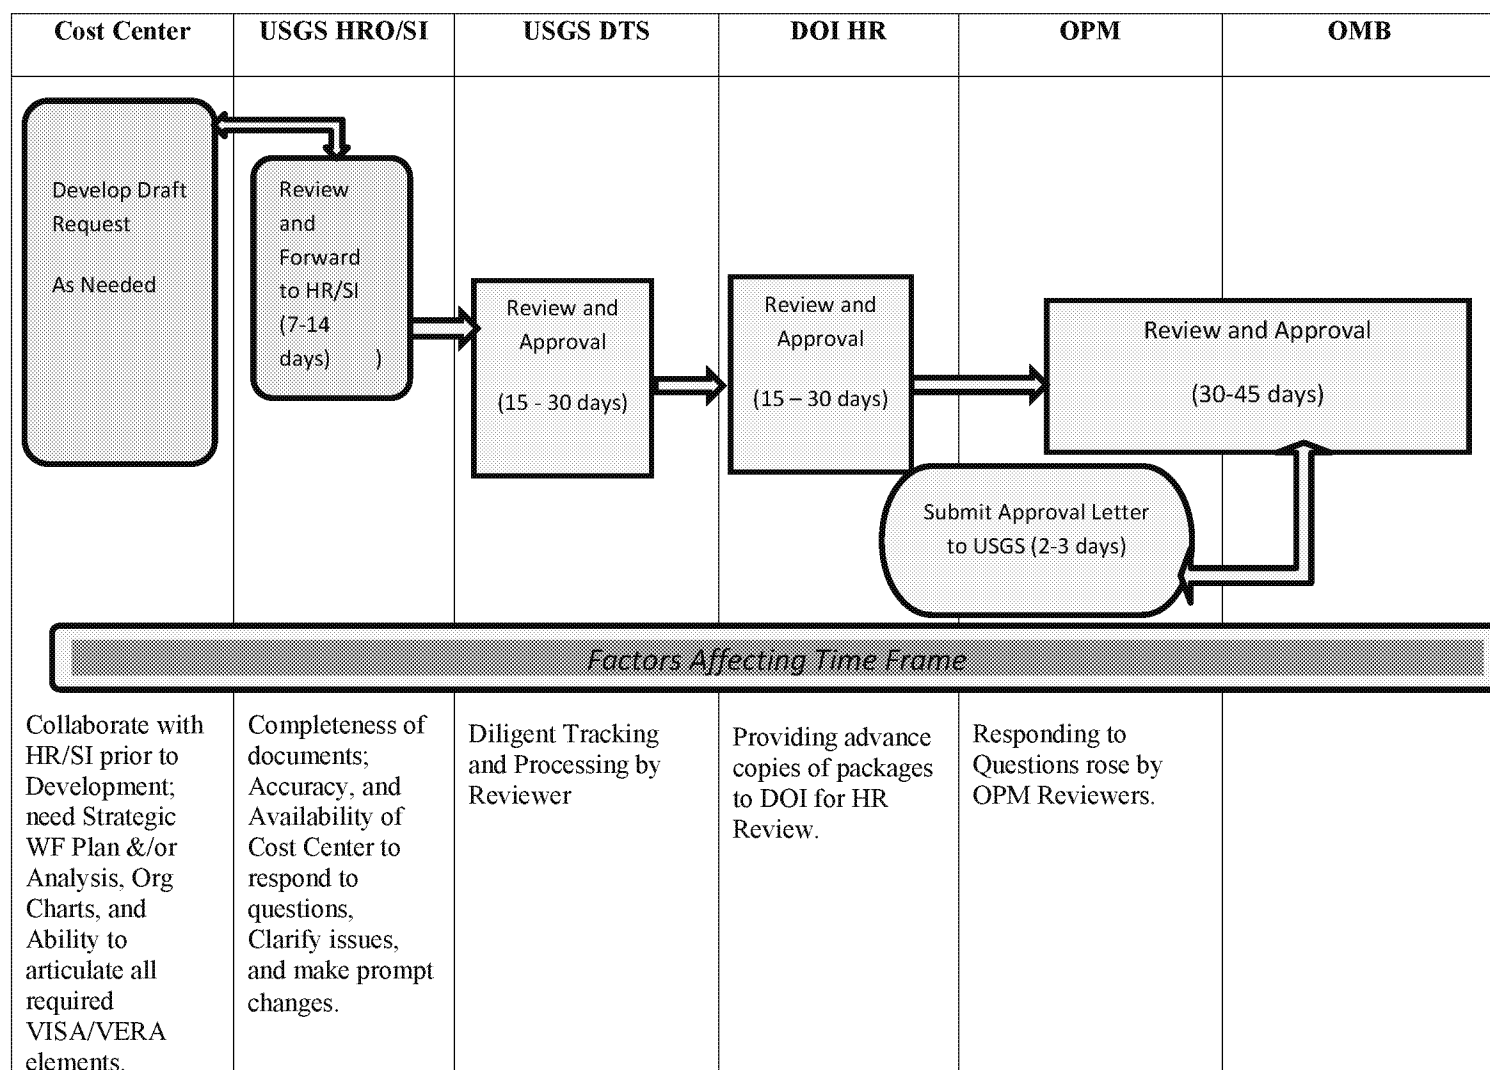 Cost Center
USGS HRO/SI
USGS DTS
DOI HR
OPM
OMB
Develop Draft
Request
As Needed
Review
and
Forward
to HR/SI
(7-14
days) )
Review and
Approval
(15 - 30 days)
Review and
Approval
(15 – 30 days)
Review and Approval
(30-45 days)
Submit Approval Letter
to USGS (2-3 days)
Factors Affecting Time Frame
Collaborate with
HR/SI prior to
Development;
need Strategic
WF Plan &/or
Analysis, Org
Charts, and
Ability to
articulate all
required
VISA/VERA
elements.
Completeness of
documents;
Accuracy, and
Availability of
Cost Center to
respond to
questions,
Clarify issues,
and make prompt
changes.
Diligent Tracking
and Processing by
Reviewer
Providing advance
copies of packages
to DOI for HR
Review.
Responding to
Questions rose by
OPM Reviewers.